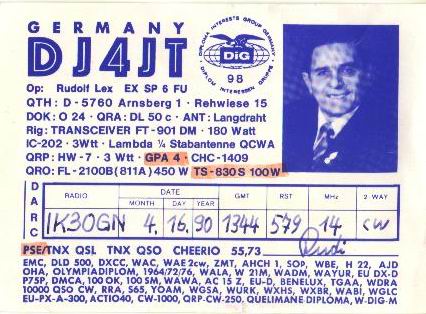 GERMANY
DJ4JT
DIPLOMA INTERESTS GROUP GERMANY
DIG
DIPLOM INTERESSEN GRUPPE
98
Op: Rudolf Lex EX SP 6 FU
QTH: D-5760 Arnsberg 1 - Rehwiese 15
DOK: O 24 - QRA: DL 50 c - ANT: Langdraht
Rig: TRANSCEIVER FT-901 DM - 180 Watt
IC-202 - 3Wtt - Lambda ¼ Stabantenne QCWA
QRP: HW-7 - 3 Wtt - GPA 4 - CHC-1409
QRO: FL-2100B (811A) 450 W TS-830S 100W
DARC
RADIO DATE GMT RST MHz 2 WAY
MONTH DAY YEAR
IK3OGN 4. 16. 90 1344 579 14. CW
PSE/TNX QSL TNX QSO CHEERIO 55,73 Rudi
EMC, DLD 500, DXCC, WAC, WAE 2cw, ZMT, AHCH 1, SOP, WBE, H 22, AJD
OHA, OLYMPIADIPLOM, 1964/72/76, WALA, W 21M, WADM, WAYUR, EU DX-D
P75P, DMCA, 100 OK, 100 SM, WAWA, AC 15 Z, EU-D, BENELUX, TGAA, WDRA
10000 QSO CW, RRA, S65, YOAM, WGSA, WURK, WXHS, WRBR, WABI, WGLC
EU-PX-A-300, ACTIO40, CW-1000, QRP-CW-250, QUELIMANE DIPLOMA, W-DIG-M